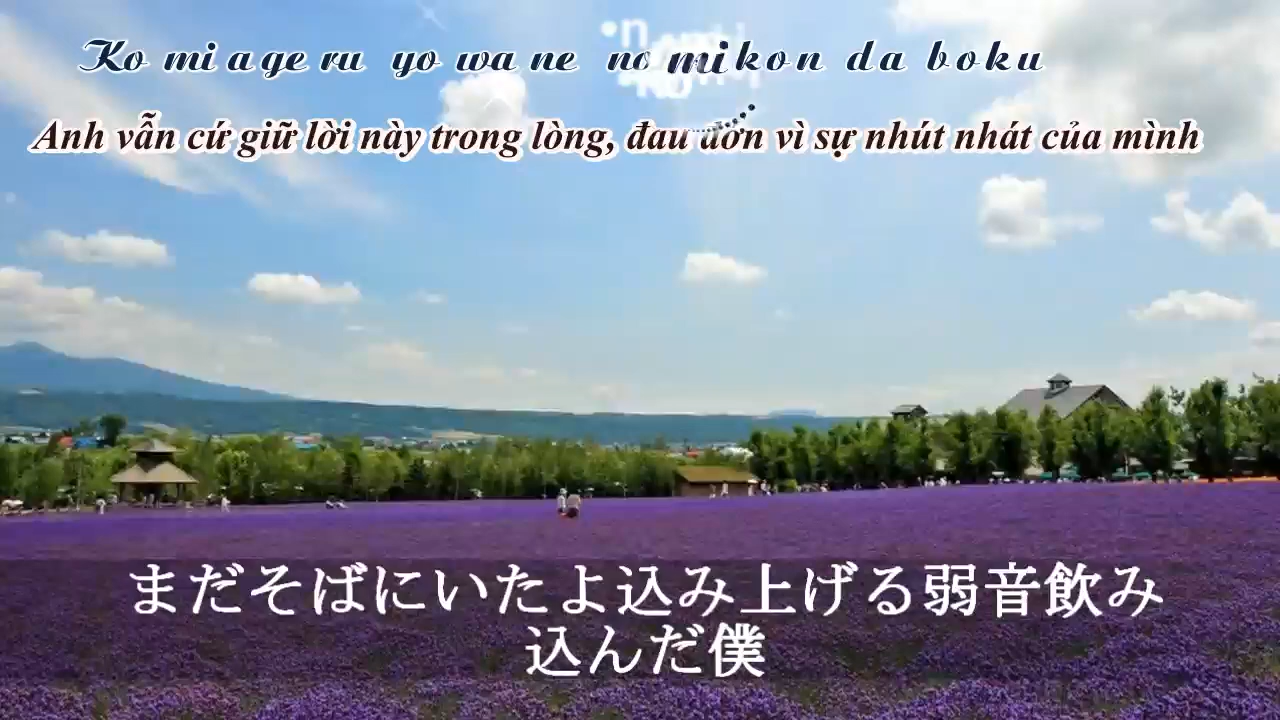 Ko mi a ge ru yo wa ne no mi kon da boku
Anh vẫn cứ giữ lời này trong lòng, đau đớn vì sự nhút nhát của mình
まだそばにいたよ込み上げる弱音飲み
込んだ僕